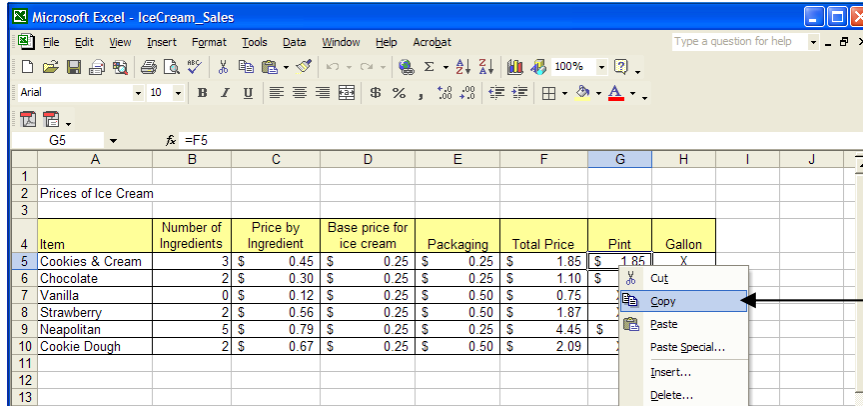 Microsoft Excel - IceCream_Sales
File Edit View Insert Format Tools Data Window Help Acrobat Type a question for help
100%
Arial 10 B I U $ % ,
G5 fx =F5
A B C D E F G H I J
1
2 Prices of Ice Cream
3
4 Item Number of Ingredients Price by Ingredient Base price for ice cream Packaging Total Price Pint Gallon
5 Cookies & Cream 3 $ 0.45 $ 0.25 $ 0.25 $ 1.85 $ 1.85 X
6 Chocolate 2 $ 0.30 $ 0.25 $ 0.25 $ 1.10 $
7 Vanilla 0 $ 0.12 $ 0.25 $ 0.50 $ 0.75
8 Strawberry 2 $ 0.56 $ 0.25 $ 0.50 $ 1.87
9 Neapolitan 5 $ 0.79 $ 0.25 $ 0.25 $ 4.45 $
10 Cookie Dough 2 $ 0.67 $ 0.25 $ 0.50 $ 2.09
11
12
13
Cut
Copy
Paste
Paste Special...
Insert...
Delete...